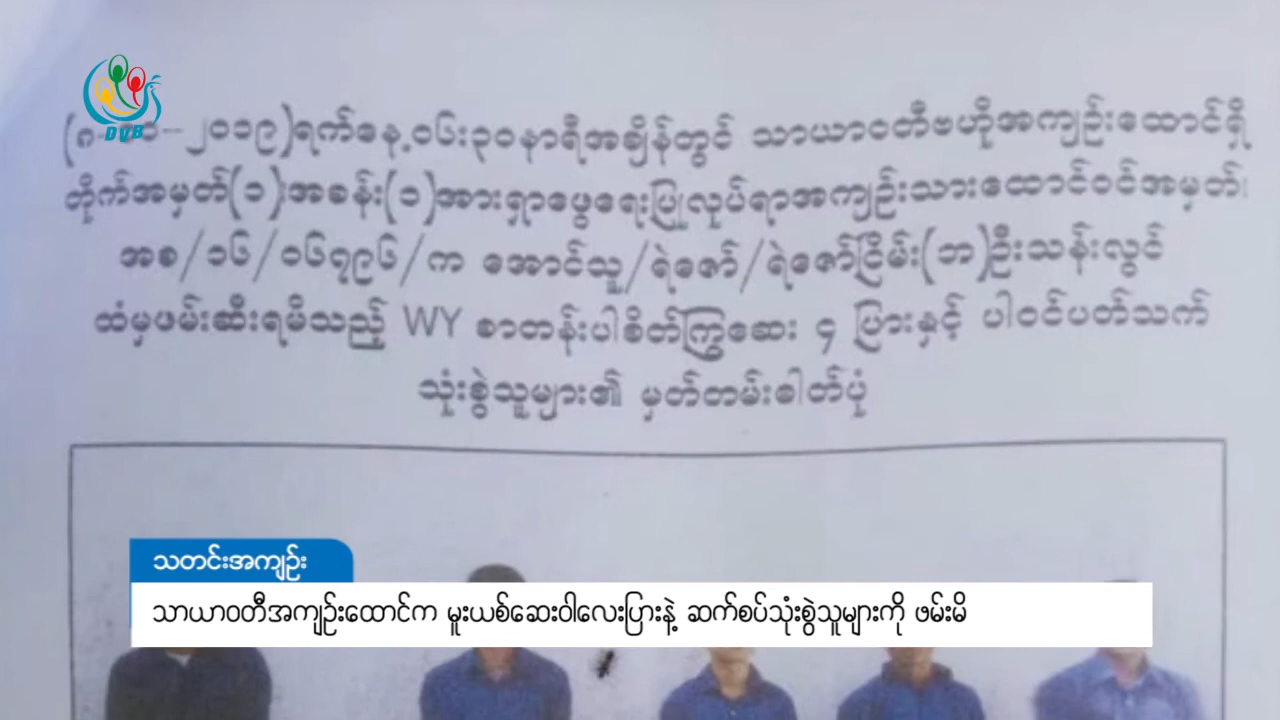 DVB
(၈- -၂၀၁၉)ရက်နေ့၀၆း၃၀နာရီအချိန်တွင် သာယာဝတီဗဟိုအကျဉ်းထောင်ရှိ
တိုက်အမှတ်(၁)၊အခန်း(၁)အားရှာဖွေရေးပြုလုပ်ရာအကျဉ်းသားထောင်ဝင်အမှတ်၊
အစ/၁၆/၀၆၇၉၆/က အောင်သူ/ရဲဇော်/ရဲဇော်ငြိမ်း(ဘ)ဦးသန်းလွင်
ထံမှဖမ်းဆီးရမိသည့် WY စာတန်းပါစိတ်ကြွဆေး ၄ ပြားနှင့် ပါဝင်ပတ်သက်
သုံးစွဲသူများ၏ မှတ်တမ်းဓါတ်ပုံ
သတင်းအကျဉ်း
သာယာဝတီအကျဉ်းထောင်က မူးယစ်ဆေးဝါလေးပြားနဲ့ ဆက်စပ်သုံးစွဲသူများကို ဖမ်းမိ